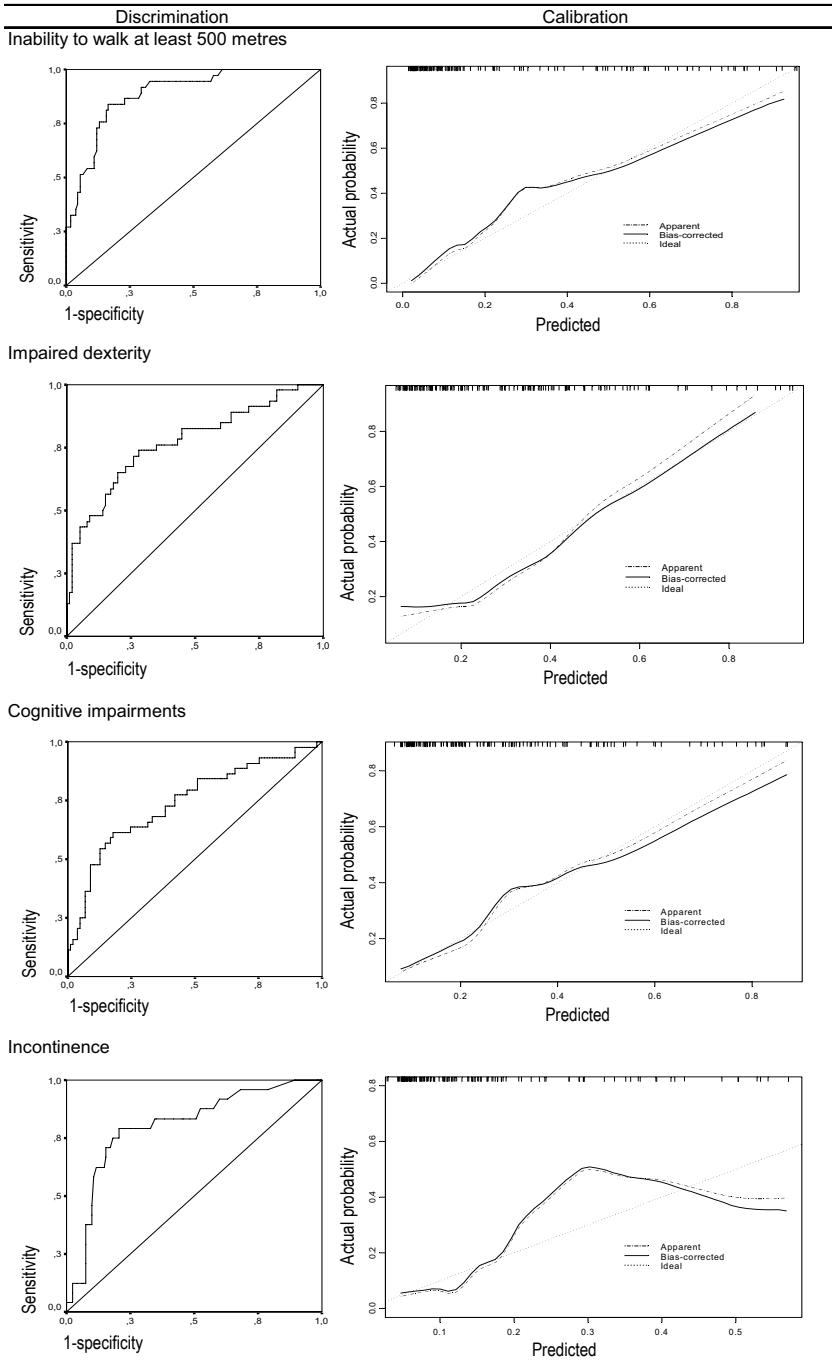 Discrimination Calibration
Inability to walk at least 500 metres
1,0
,8
,5
,3
0,0
Sensitivity
0,0 ,3 ,5 ,8 1,0
1-specificity
0.8
0.6
0.4
0.2
0.0
Actual probability
Apparent
Bias-corrected
Ideal
0.0 0.2 0.4 0.6 0.8
Predicted
Impaired dexterity
1,0
,8
,5
,3
0,0
Sensitivity
0,0 ,3 ,5 ,8 1,0
1-specificity
0.8
0.6
0.4
0.2
Actual probability
Apparent
Bias-corrected
Ideal
0.2 0.4 0.6 0.8
Predicted
Cognitive impairments
1,0
,8
,5
,3
0,0
Sensitivity
0,0 ,3 ,5 ,8 1,0
1-specificity
0.8
0.6
0.4
0.2
Actual probability
Apparent
Bias-corrected
Ideal
0.2 0.4 0.6 0.8
Predicted
Incontinence
1,0
,8
,5
,3
0,0
Sensitivity
0,0 ,3 ,5 ,8 1,0
1-specificity
0.8
0.6
0.4
0.2
0.0
Actual probability
Apparent
Bias-corrected
Ideal
0.1 0.2 0.3 0.4 0.5
Predicted